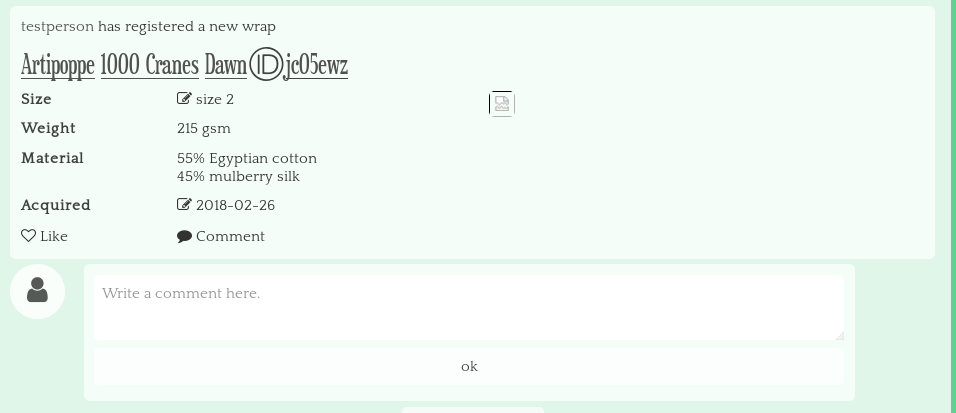 testperson has registered a new wrap
Artipoppe 1000 Cranes Dawn🆔jc05ewz
Size size 2
Weight 215 gsm
Material 55% Egyptian cotton
45% mulberry silk
Acquired 2018-02-26
Like Comment
Write a comment here.
ok